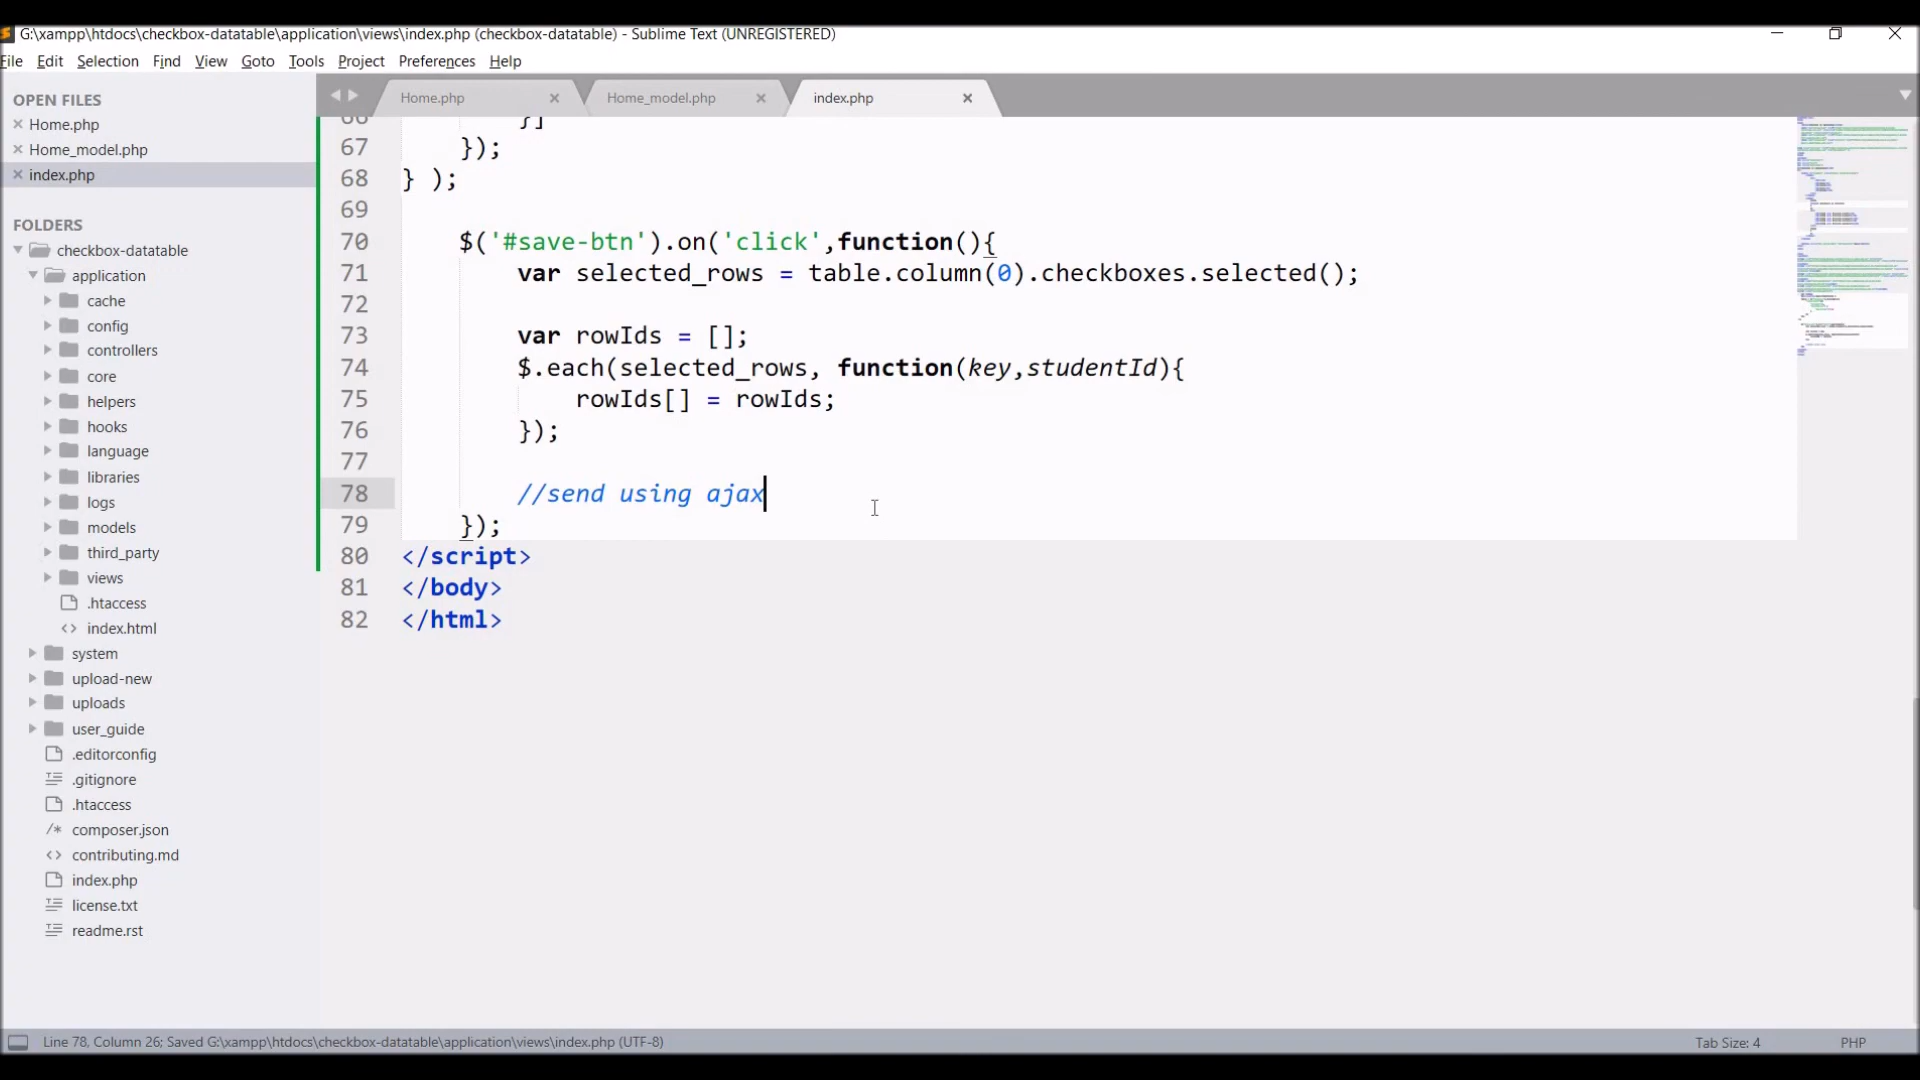 G:\xampp\htdocs\checkbox-datatable\application\views\index.php (checkbox-datatable) - Sublime Text (UNREGISTERED)
File Edit Selection Find View Goto Tools Project Preferences Help
OPEN FILES
Home.php
Home_model.php
index.php
FOLDERS
checkbox-datatable
application
cache
config
controllers
core
helpers
hooks
language
libraries
logs
models
third_party
views
.htaccess
index.html
system
upload-new
uploads
user_guide
.editorconfig
.gitignore
.htaccess
composer.json
contributing.md
index.php
license.txt
readme.rst
Home.php Home_model.php index.php
66 }]
67 });
68 } );
69
70 $('#save-btn').on('click',function(){
71 var selected_rows = table.column(0).checkboxes.selected();
72
73 var rowIds = [];
74 $.each(selected_rows, function(key,studentId){
75 rowIds[] = rowIds;
76 });
77
78 //send using ajax
79 });
80 </script>
81 </body>
82 </html>
Line 78, Column 26; Saved G:\xampp\htdocs\checkbox-datatable\application\views\index.php (UTF-8)
Tab Size: 4 PHP